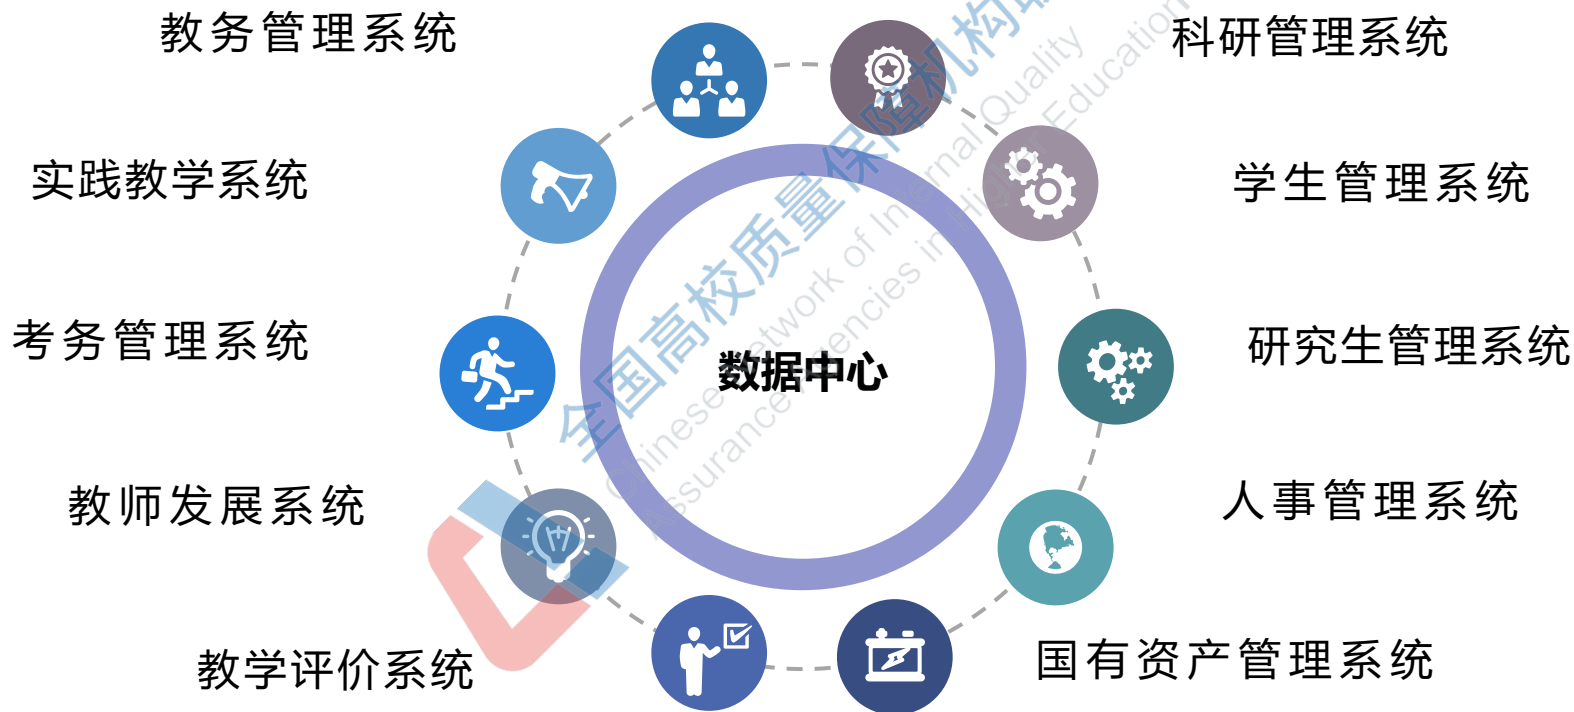 教务管理系统
科研管理系统
实践教学系统
学生管理系统
考务管理系统
数据中心
研究生管理系统
教师发展系统
人事管理系统
教学评价系统
国有资产管理系统
全国高校质量保障机构联
Chinese Network of Internal Quality
Assurance Agencies in Higher Education